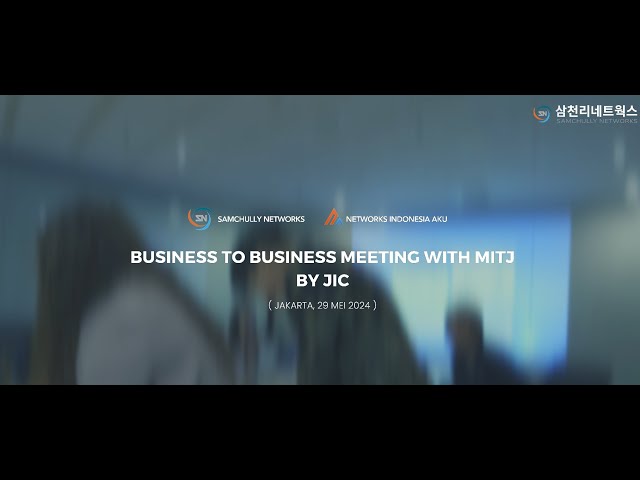 SN 삼천리네트웍스
SAMCHULLY NETWORKS
SN SAMCHULLY NETWORKS NETWORKS INDONESIA AKU
BUSINESS TO BUSINESS MEETING WITH MITJ
BY JIC
( JAKARTA, 29 MEI 2024 )